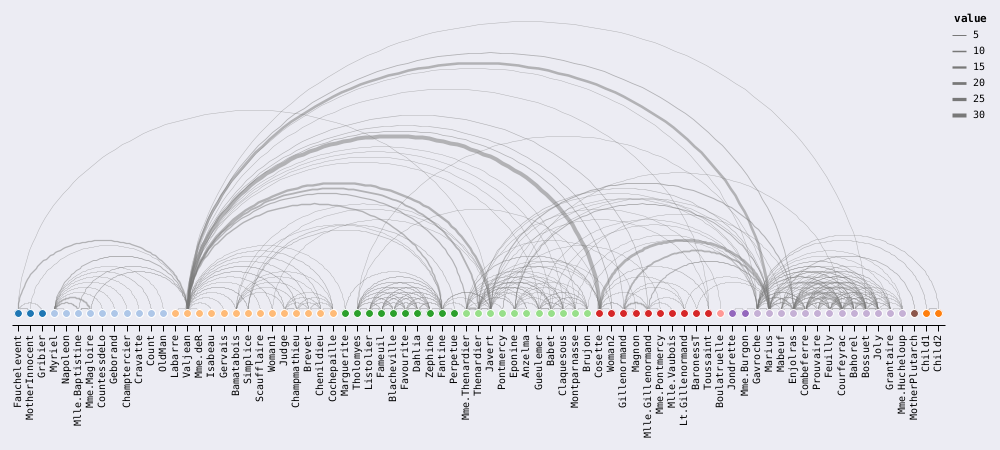 value
5
10
15
20
25
30
Fauchelevent
MotherInnocent
Gribier
Myriel
Napoleon
Mlle.Baptistine
Mme.Magloire
CountessdeLo
Geborand
Champtercier
Cravatte
Count
OldMan
Labarre
Valjean
Mme.deR
Isabeau
Gervais
Bamatabois
Simplice
Scaufflaire
Woman1
Judge
Champmathieu
Brevet
Chenildieu
Cochepaille
Marguerite
Tholomyes
Listolier
Fameuil
Blacheville
Favourite
Dahlia
Zephine
Fantine
Perpetue
Mme.Thenardier
Thenardier
Javert
Pontmercy
Eponine
Anzelma
Gueulemer
Babet
Claquesous
Montparnasse
Brujon
Cosette
Woman2
Gillenormand
Magnon
Mlle.Gillenormand
Mme.Pontmercy
Mlle.Vaubois
Lt.Gillenormand
BaronessT
Toussaint
Boulatruelle
Jondrette
Mme.Burgon
Gavroche
Marius
Mabeuf
Enjolras
Combeferre
Prouvaire
Feuilly
Courfeyrac
Bahorel
Bossuet
Joly
Grantaire
Mme.Hucheloup
MotherPlutarch
Child1
Child2